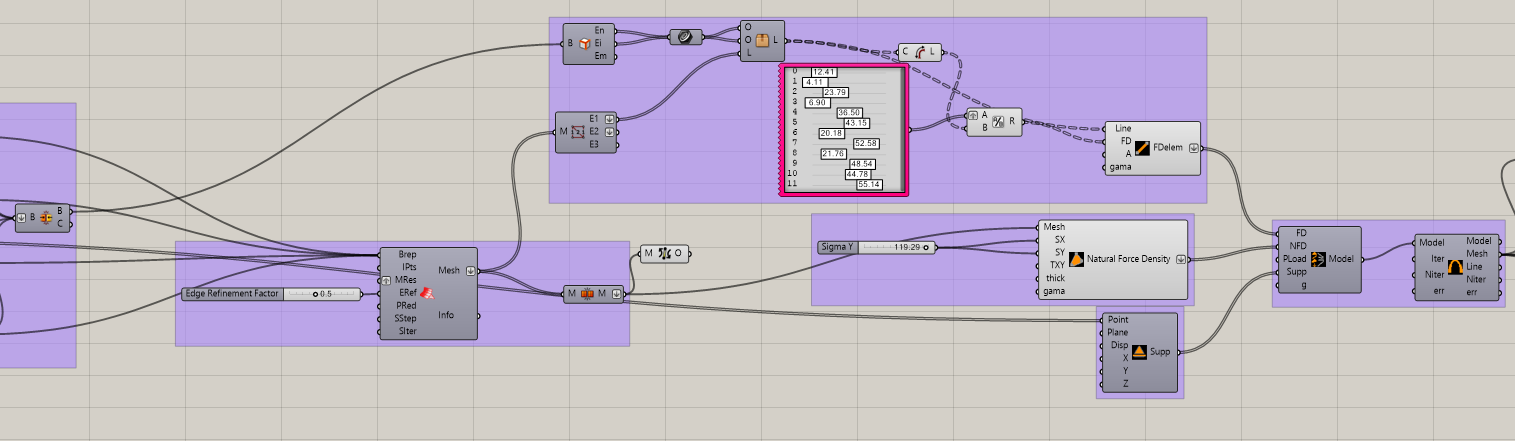 B
En
Ei
Em
O
O
L
L
C
L
0 12.41
1 4.11
2 23.79
3 6.90
4 36.50
5 43.15
6 20.18
7 52.58
8 21.76
9 48.54
10 44.78
11 55.14
M
E1
E2
E3
A
B
R
Line
FD
A
gama
FDelem
B
B
C
Edge Refinement Factor
0.5
Brep
IPts
MRes
ERef
PRed
SStep
SIter
Mesh
Info
M
M
M
O
Sigma Y
119.29
Mesh
SX
SY
TXY
thick
gama
Natural Force Density
Point
Plane
Disp
X
Y
Z
Supp
FD
NFD
PLoad
Supp
g
Model
Model
Iter
Niter
err
Model
Mesh
Line
Niter
err